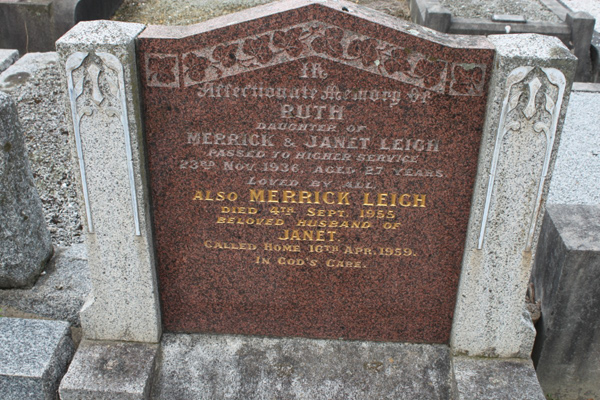 In
Affectionate Memory of
RUTH
DAUGHTER OF
MERRICK & JANET LEIGH
PASSED TO HIGHER SERVICE
23RD NOV. 1936, AGED 27 YEARS.
LOVED BY ALL
ALSO MERRICK LEIGH
DIED 4TH SEPT. 1955
BELOVED HUSBAND OF
JANET
CALLED HOME 16TH APR. 1959.
IN GOD'S CARE.